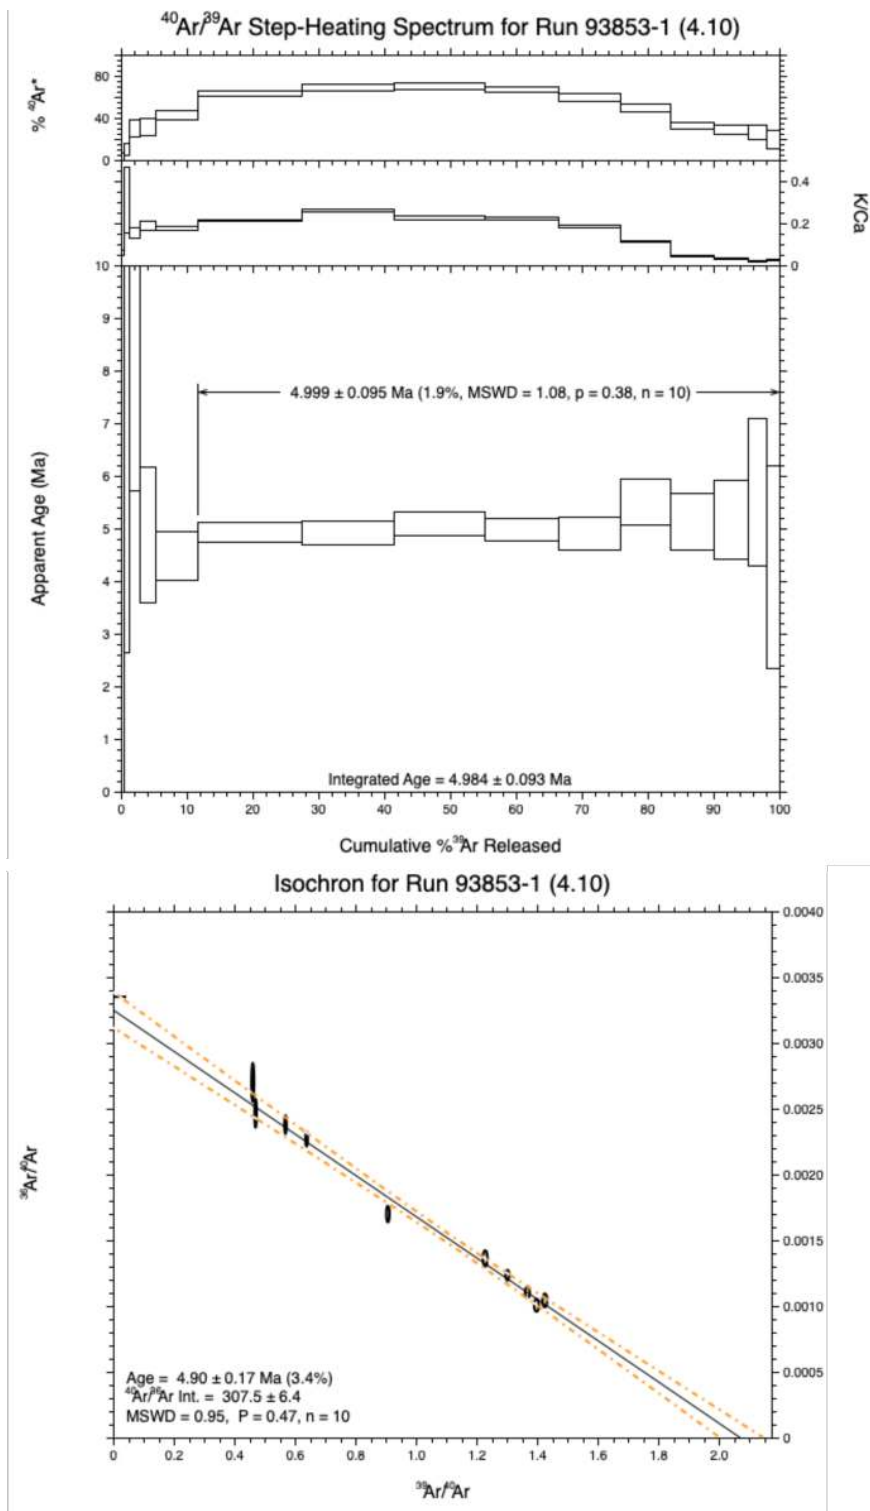 ⁴⁰Ar/³⁹Ar Step-Heating Spectrum for Run 93853-1 (4.10)
% ⁴⁰Ar*
80
40
0
0.4
0.2
0
K/Ca
10
9
8
7
6
5
4
3
2
1
0
Apparent Age (Ma)
4.999 ± 0.095 Ma (1.9%, MSWD = 1.08, p = 0.38, n = 10)
Integrated Age = 4.984 ± 0.093 Ma
0 10 20 30 40 50 60 70 80 90 100
Cumulative %³⁹Ar Released
Isochron for Run 93853-1 (4.10)
0.0040
0.0035
0.0030
0.0025
0.0020
0.0015
0.0010
0.0005
0
³⁶Ar/⁴⁰Ar
Age = 4.90 ± 0.17 Ma (3.4%)
⁴⁰Ar/³⁶Ar Int. = 307.5 ± 6.4
MSWD = 0.95, P = 0.47, n = 10
0 0.4 0.6 0.8 1.0 1.2 1.4 1.6 2.0
³⁹Ar/⁴⁰Ar